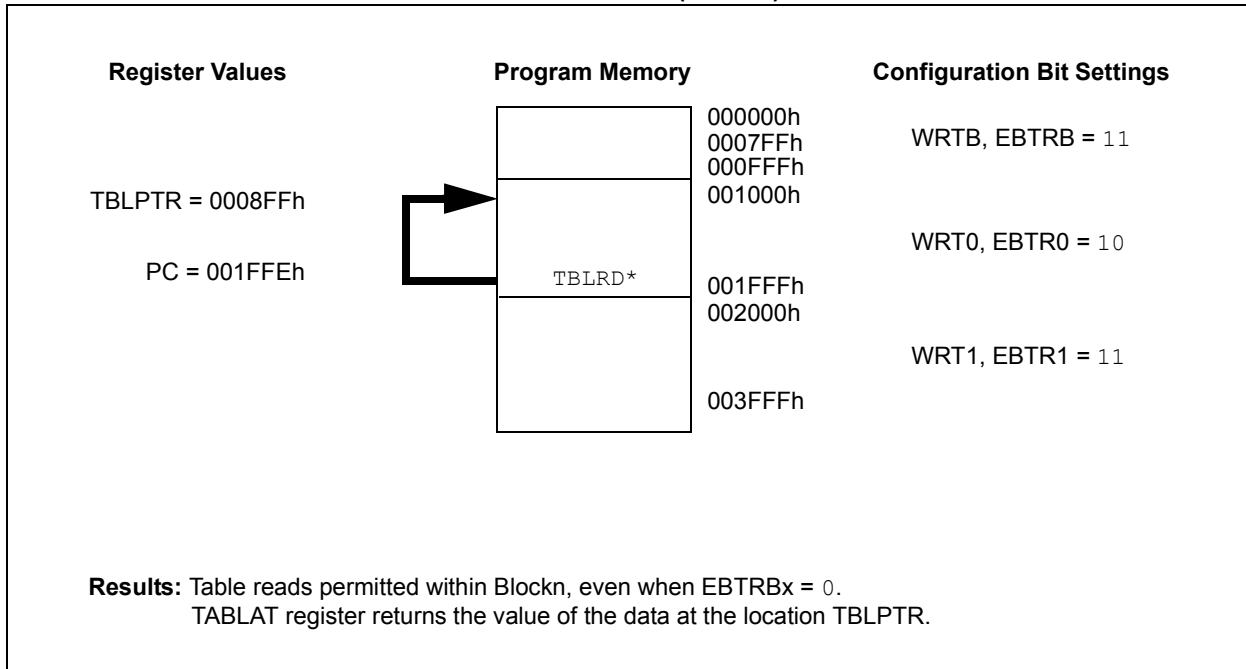 Register Values
Program Memory
Configuration Bit Settings
000000h
0007FFh
WRTB, EBTRB = 11
000FFFh
TBLPTR = 0008FFh
001000h
WRT0, EBTR0 = 10
PC = 001FFEh
TBLRD*
001FFFh
002000h
WRT1, EBTR1 = 11
003FFFh
Results: Table reads permitted within Blockn, even when EBTRBx = 0.
TABLAT register returns the value of the data at the location TBLPTR.